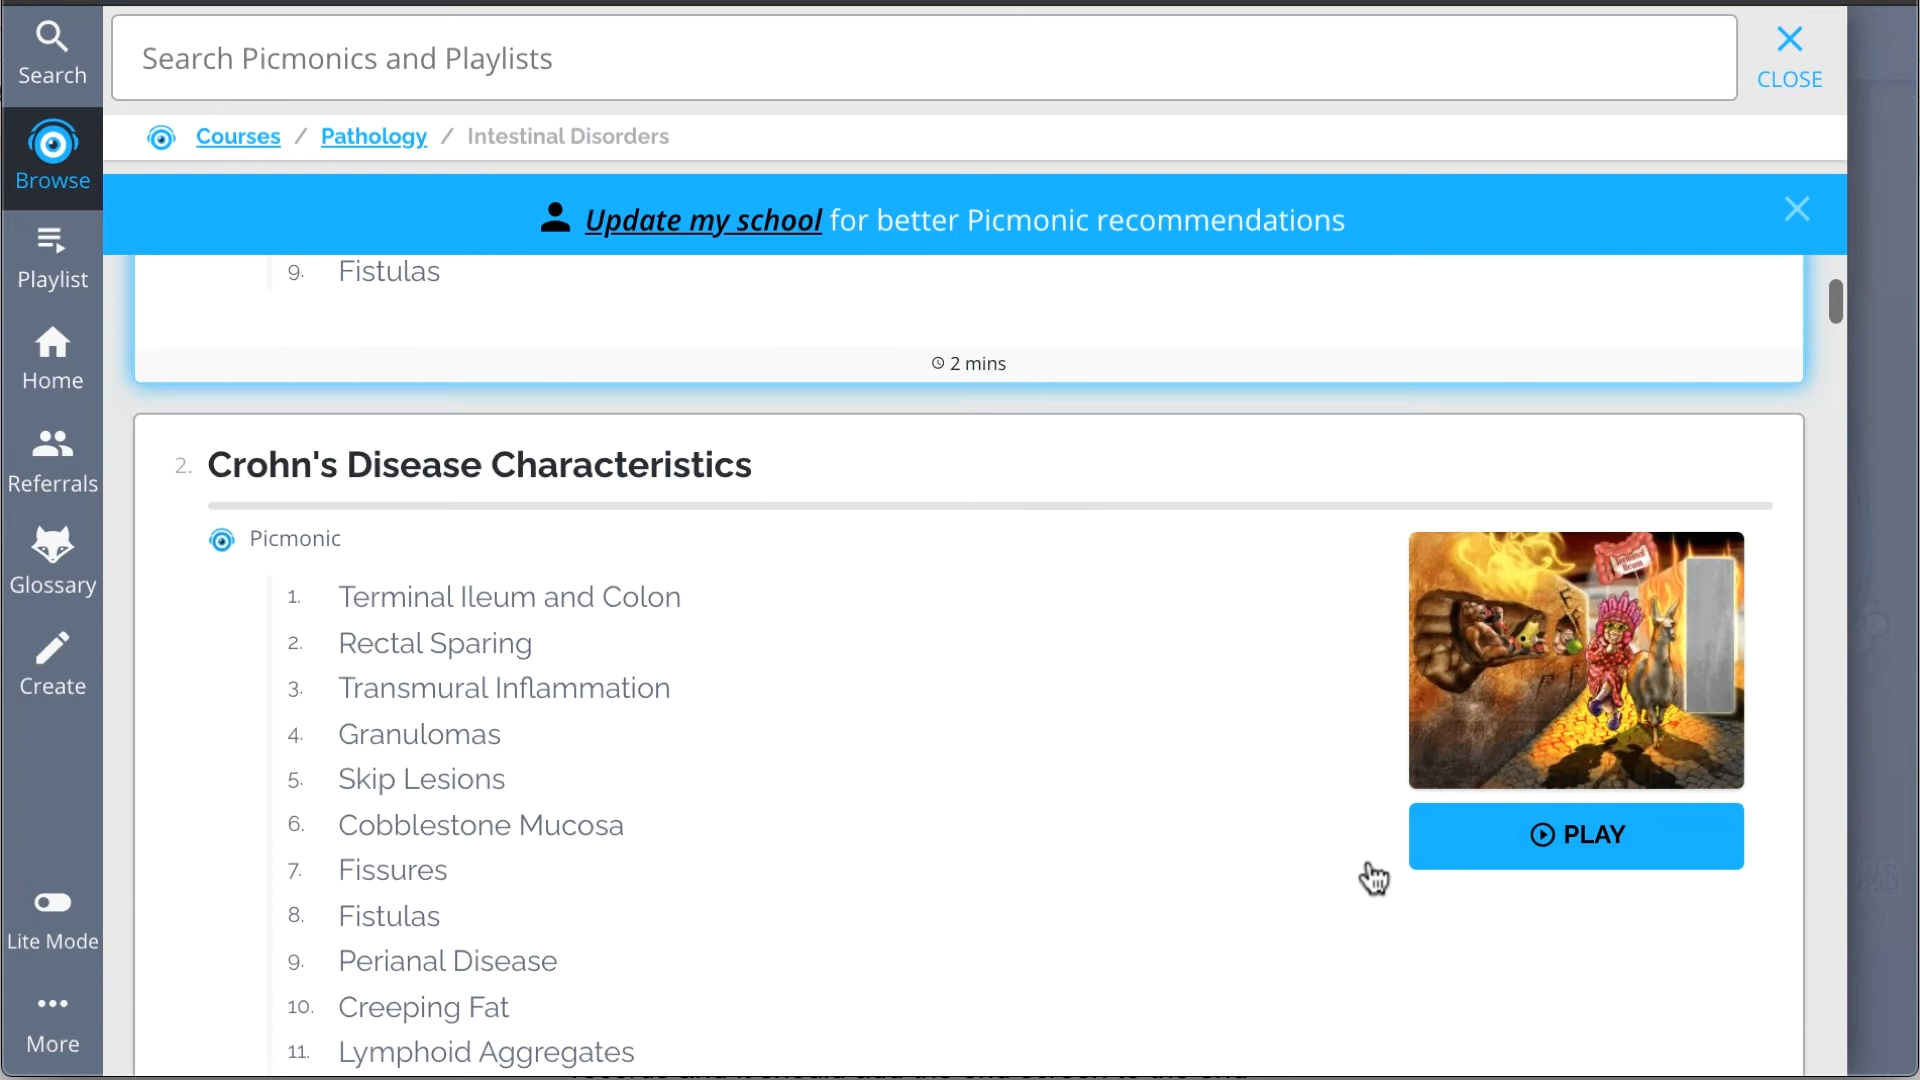 Search
Search Picmonics and Playlists
CLOSE
Browse
Courses / Pathology / Intestinal Disorders
Update my school for better Picmonic recommendations
Playlist
9. Fistulas
Home
2 mins
Referrals
2. Crohn's Disease Characteristics
Picmonic
Glossary
Terminal Ileum
1. Terminal Ileum and Colon
2. Rectal Sparing
Create
3. Transmural Inflammation
4. Granulomas
5. Skip Lesions
6. Cobblestone Mucosa
PLAY
7. Fissures
8. Fistulas
Lite Mode
9. Perianal Disease
10. Creeping Fat
More
11. Lymphoid Aggregates